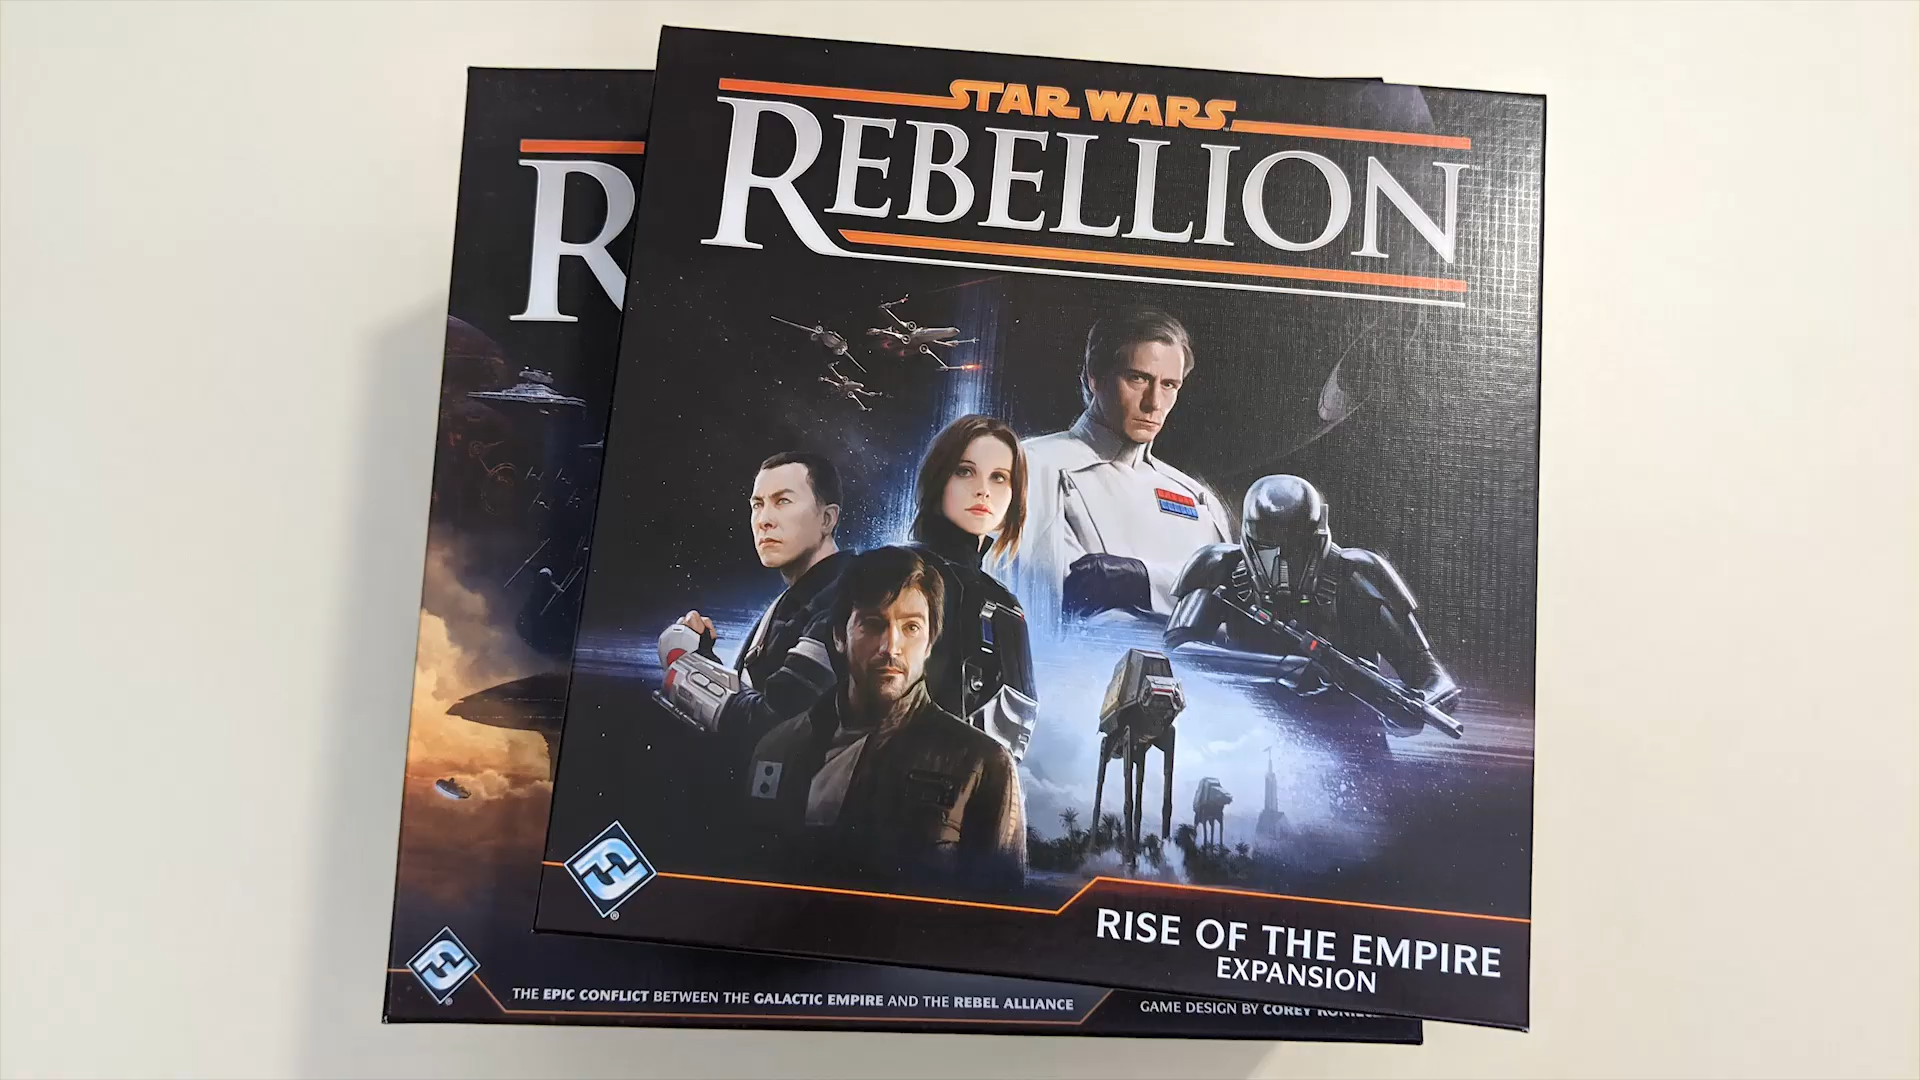 STAR WARS
REBELLION
RISE OF THE EMPIRE
EXPANSION
R
THE EPIC CONFLICT BETWEEN THE GALACTIC EMPIRE AND THE REBEL ALLIANCE
GAME DESIGN BY COREY